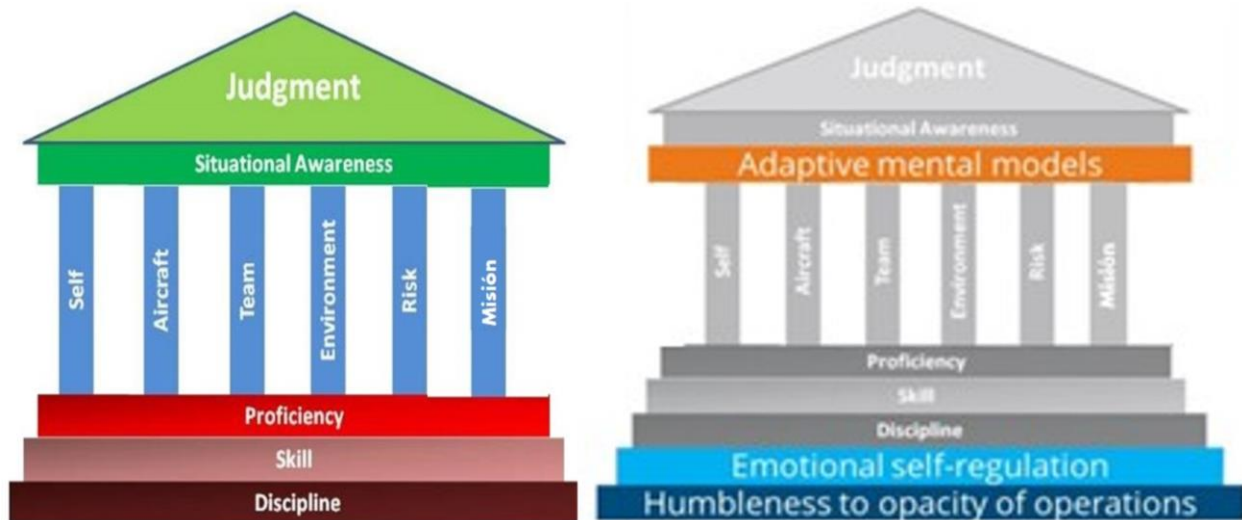 Judgment
Situational Awareness
Self
Aircraft
Team
Environment
Risk
Misión
Proficiency
Skill
Discipline
Judgment
Situational Awareness
Adaptive mental models
Self
Aircraft
Team
Environment
Risk
Misión
Proficiency
Skill
Discipline
Emotional self-regulation
Humbleness to opacity of operations